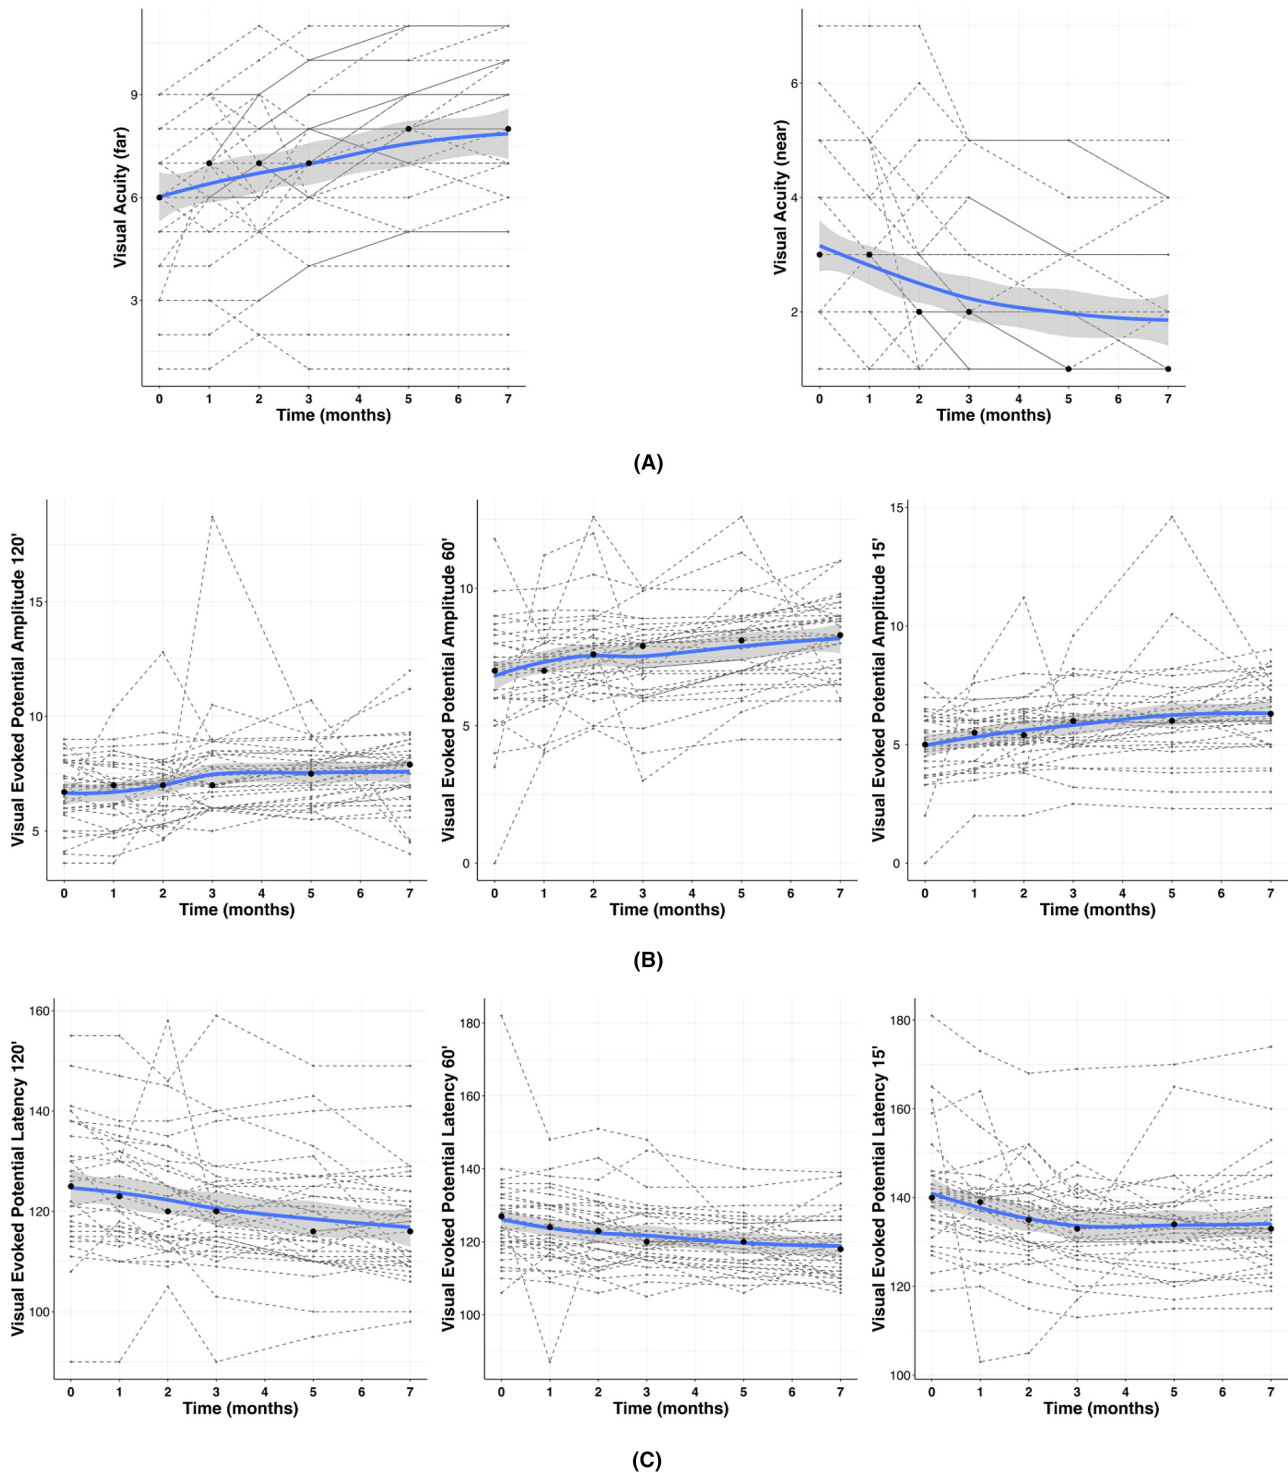 Visual Acuity (far)
9
6
3
0 1 2 3 4 5 6 7
Time (months)
Visual Acuity (near)
6
4
2
0 1 2 3 4 5 6 7
Time (months)
(A)
Visual Evoked Potential Amplitude 120'
15
10
5
0 1 2 3 4 5 6 7
Time (months)
Visual Evoked Potential Amplitude 60'
10
5
0
0 1 2 3 4 5 6 7
Time (months)
Visual Evoked Potential Amplitude 15'
15
10
5
0
0 1 2 3 4 5 6 7
Time (months)
(B)
Visual Evoked Potential Latency 120'
160
140
120
100
0 1 2 3 4 5 6 7
Time (months)
Visual Evoked Potential Latency 60'
180
160
140
120
100
0 1 2 3 4 5 6 7
Time (months)
Visual Evoked Potential Latency 15'
180
160
140
120
100
0 1 2 3 4 5 6 7
Time (months)
(C)